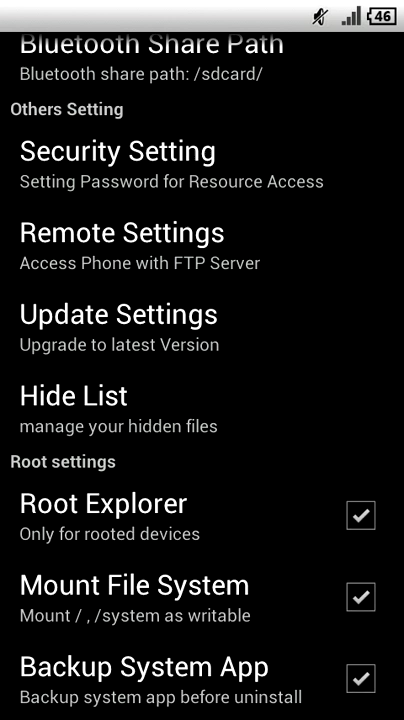 46
Bluetooth Share Path
Bluetooth share path: /sdcard/
Others Setting
Security Setting
Setting Password for Resource Access
Remote Settings
Access Phone with FTP Server
Update Settings
Upgrade to latest Version
Hide List
manage your hidden files
Root settings
Root Explorer
Only for rooted devices
Mount File System
Mount / , /system as writable
Backup System App
Backup system app before uninstall